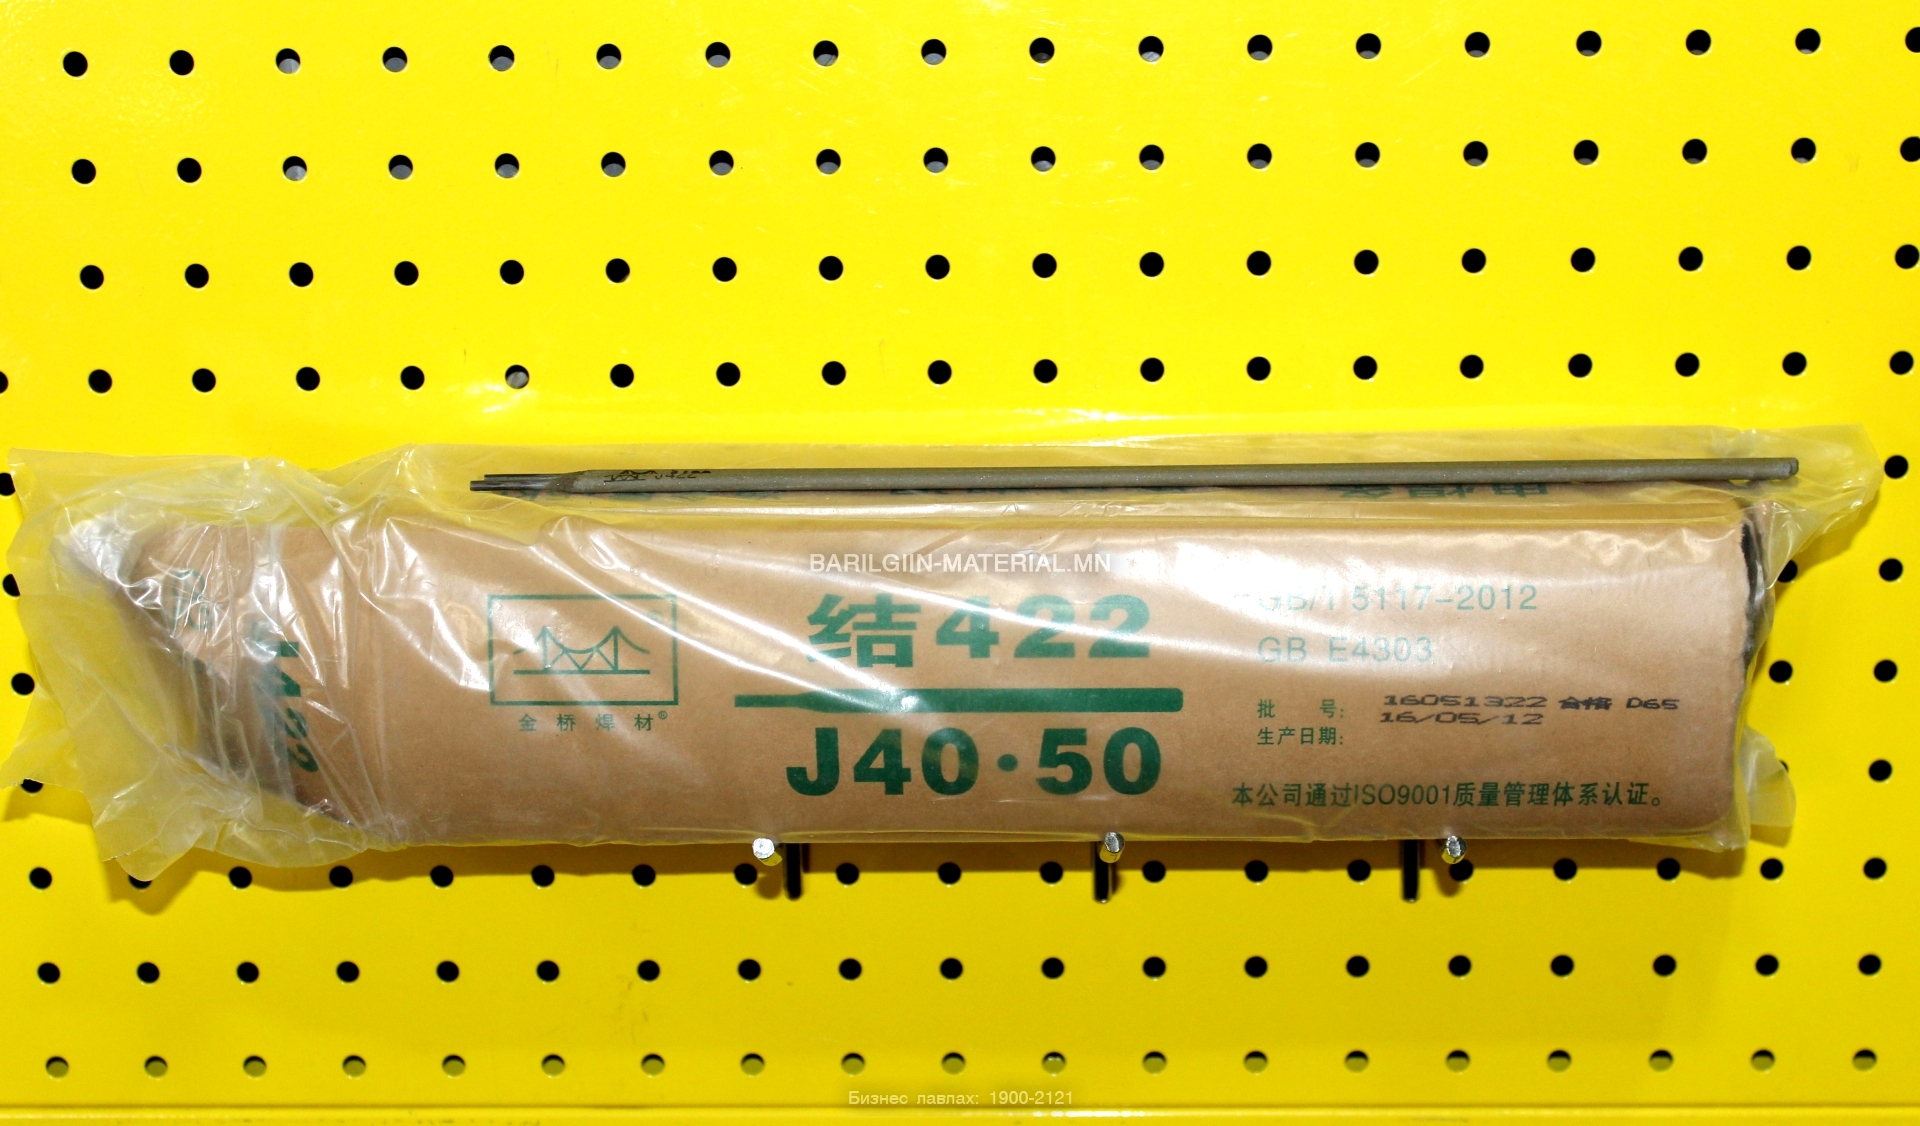 J422
BARILGIIN-MATERIAL.MN
金桥焊材®
结422
J40·50
GB/T 5117-2012
GB E4303
批 号: 16051322 合格 D65
生产日期: 16/05/12
本公司通过ISO9001质量管理体系认证。
J422
Бизнес лавлах: 1900-2121